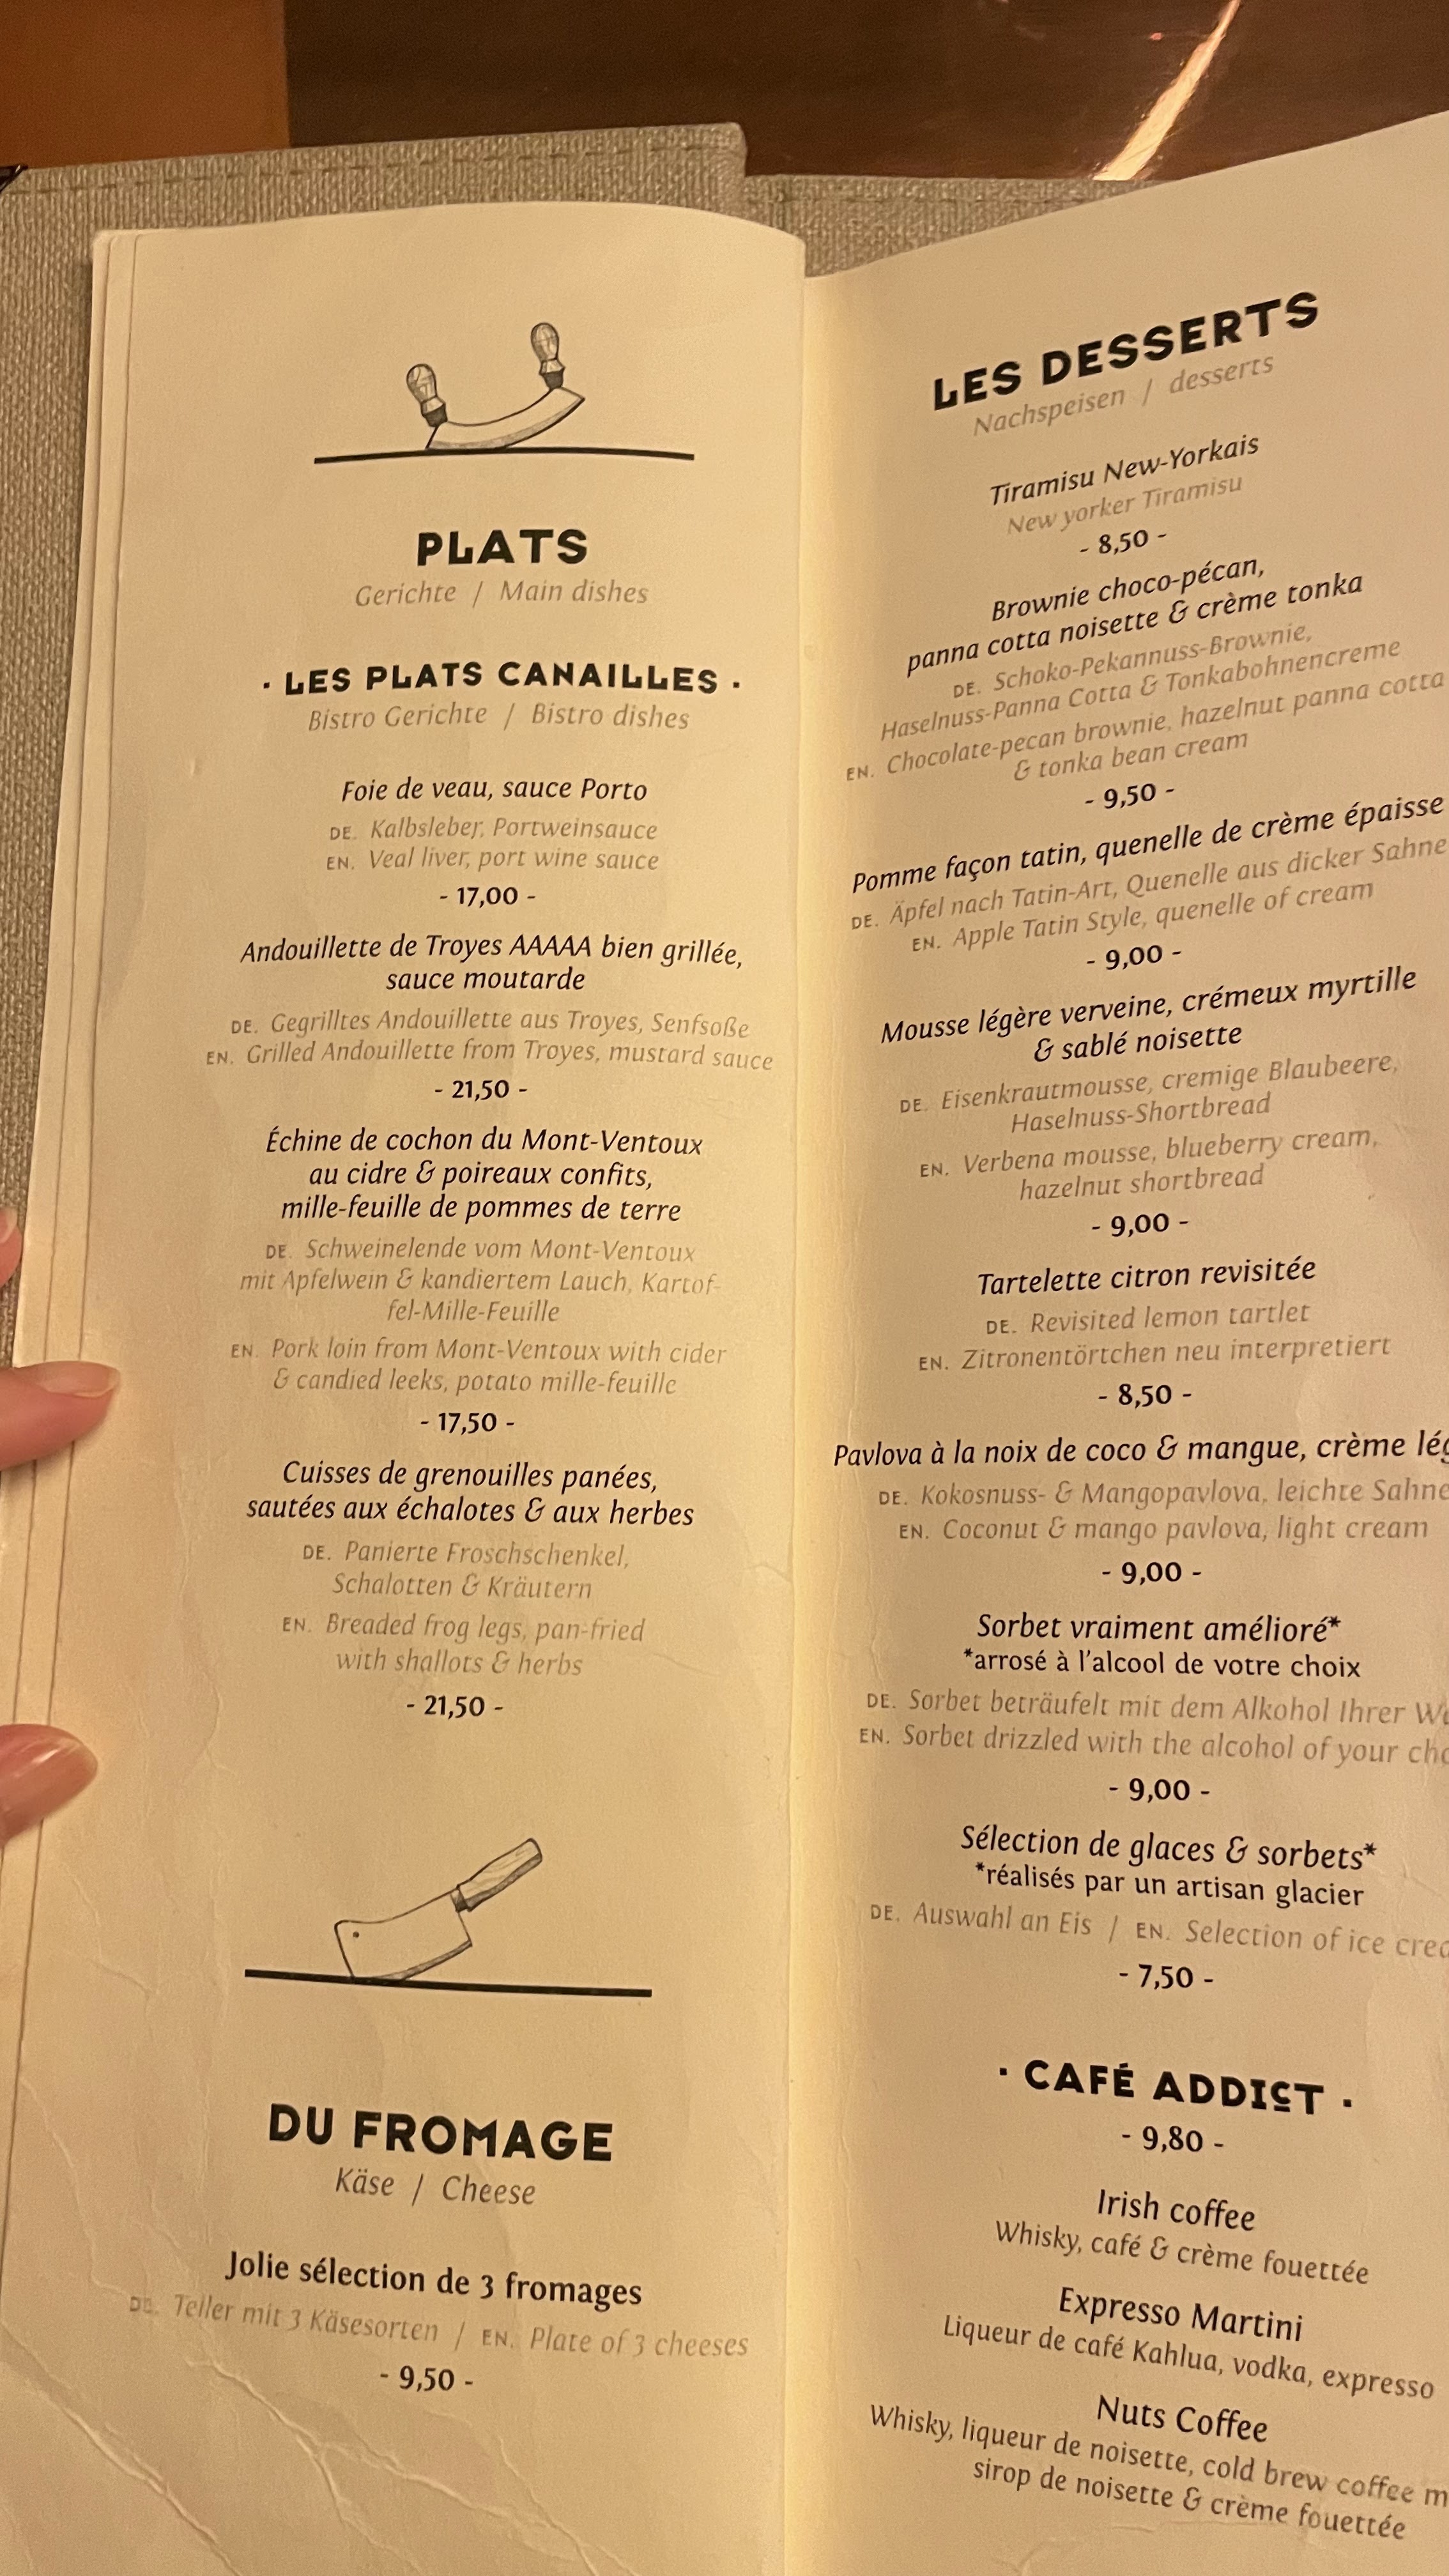 PLATS
Gerichte / Main dishes
· LES PLATS CANAILLES ·
Bistro Gerichte / Bistro dishes
Foie de veau, sauce Porto
DE. Kalbsleber, Portweinsauce
EN. Veal liver, port wine sauce
- 17,00 -
Andouillette de Troyes AAAAA bien grillée,
sauce moutarde
DE. Gegrilltes Andouillette aus Troyes, Senfsoße
EN. Grilled Andouillette from Troyes, mustard sauce
- 21,50 -
Échine de cochon du Mont-Ventoux
au cidre & poireaux confits,
mille-feuille de pommes de terre
DE. Schweinelende vom Mont-Ventoux
mit Apfelwein & kandiertem Lauch, Kartof-
fel-Mille-Feuille
EN. Pork loin from Mont-Ventoux with cider
& candied leeks, potato mille-feuille
- 17,50 -
Cuisses de grenouilles panées,
sautées aux échalotes & aux herbes
DE. Panierte Froschschenkel,
Schalotten & Kräutern
EN. Breaded frog legs, pan-fried
with shallots & herbs
- 21,50 -
DU FROMAGE
Käse / Cheese
Jolie sélection de 3 fromages
DE. Teller mit 3 Käsesorten / EN. Plate of 3 cheeses
- 9,50 -
LES DESSERTS
Nachspeisen / desserts
Tiramisu New-Yorkais
New yorker Tiramisu
- 8,50 -
Brownie choco-pécan,
panna cotta noisette & crème tonka
DE. Schoko-Pekannuss-Brownie,
Haselnuss-Panna Cotta & Tonkabohnencreme
EN. Chocolate-pecan brownie, hazelnut panna cotta
& tonka bean cream
- 9,50 -
Pomme façon tatin, quenelle de crème épaisse
DE. Äpfel nach Tatin-Art, Quenelle aus dicker Sahne
EN. Apple Tatin Style, quenelle of cream
- 9,00 -
Mousse légère verveine, crémeux myrtille
& sablé noisette
DE. Eisenkrautmousse, cremige Blaubeere,
Haselnuss-Shortbread
EN. Verbena mousse, blueberry cream,
hazelnut shortbread
- 9,00 -
Tartelette citron revisitée
DE. Revisited lemon tartlet
EN. Zitronentörtchen neu interpretiert
- 8,50 -
Pavlova à la noix de coco & mangue, crème
DE. Kokosnuss- & Mangopavlova, leichte Sahne
EN. Coconut & mango pavlova, light cream
- 9,00 -
Sorbet vraiment amélioré*
*arrosé à l'alcool de votre choix
DE. Sorbet beträufelt mit dem Alkohol Ihrer
EN. Sorbet drizzled with the alcohol of your
- 9,00 -
Sélection de glaces & sorbets*
*réalisés par un artisan glacier
DE. Auswahl an Eis / EN. Selection of ice
- 7,50 -
· CAFÉ ADDICT ·
- 9,80 -
Irish coffee
Whisky, café & crème fouettée
Expresso Martini
Liqueur de café Kahlua, vodka, expresso
Nuts Coffee
Whisky, liqueur de noisette, cold brew coffee
sirop de noisette & crème fouettée